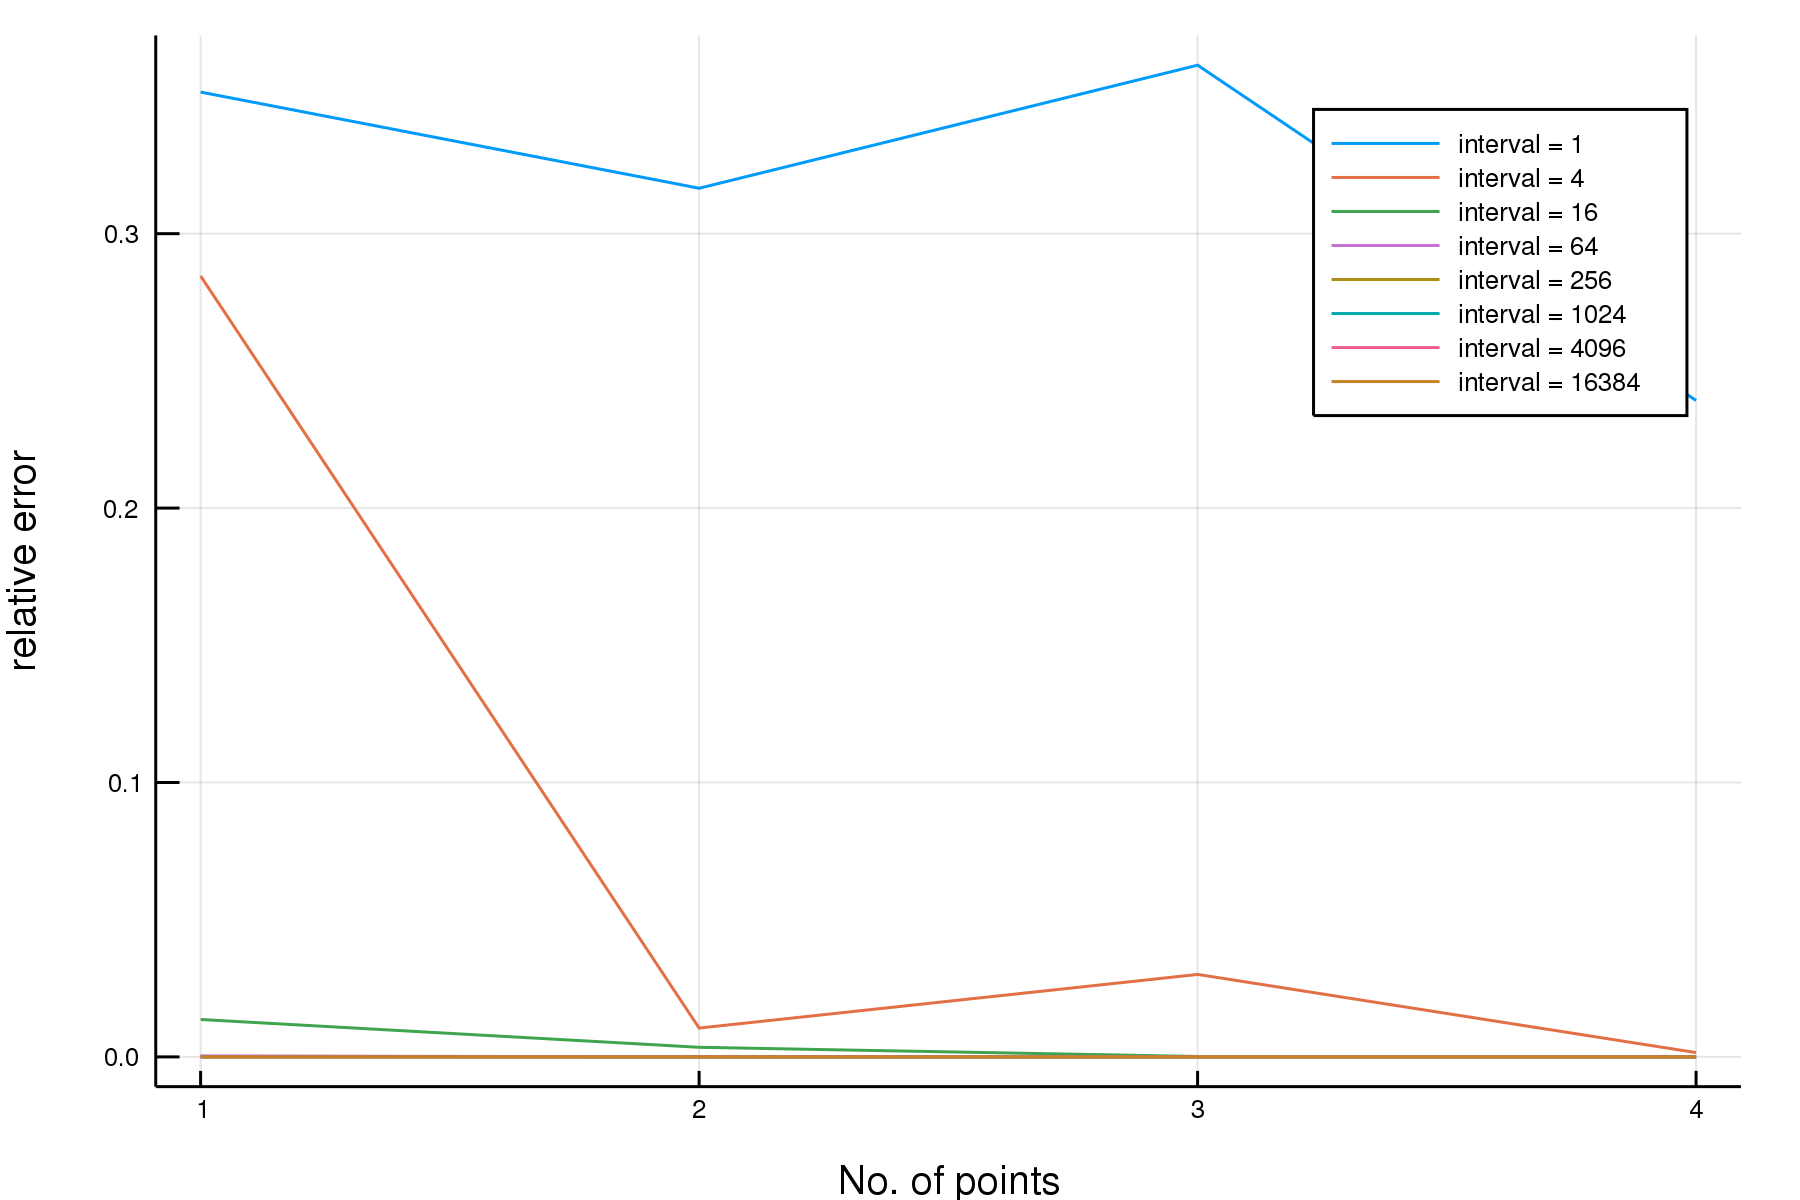 interval = 1
interval = 4
interval = 16
interval = 64
interval = 256
interval = 1024
interval = 4096
interval = 16384
0.3
0.2
0.1
0.0
relative error
1 2 3 4
No. of points